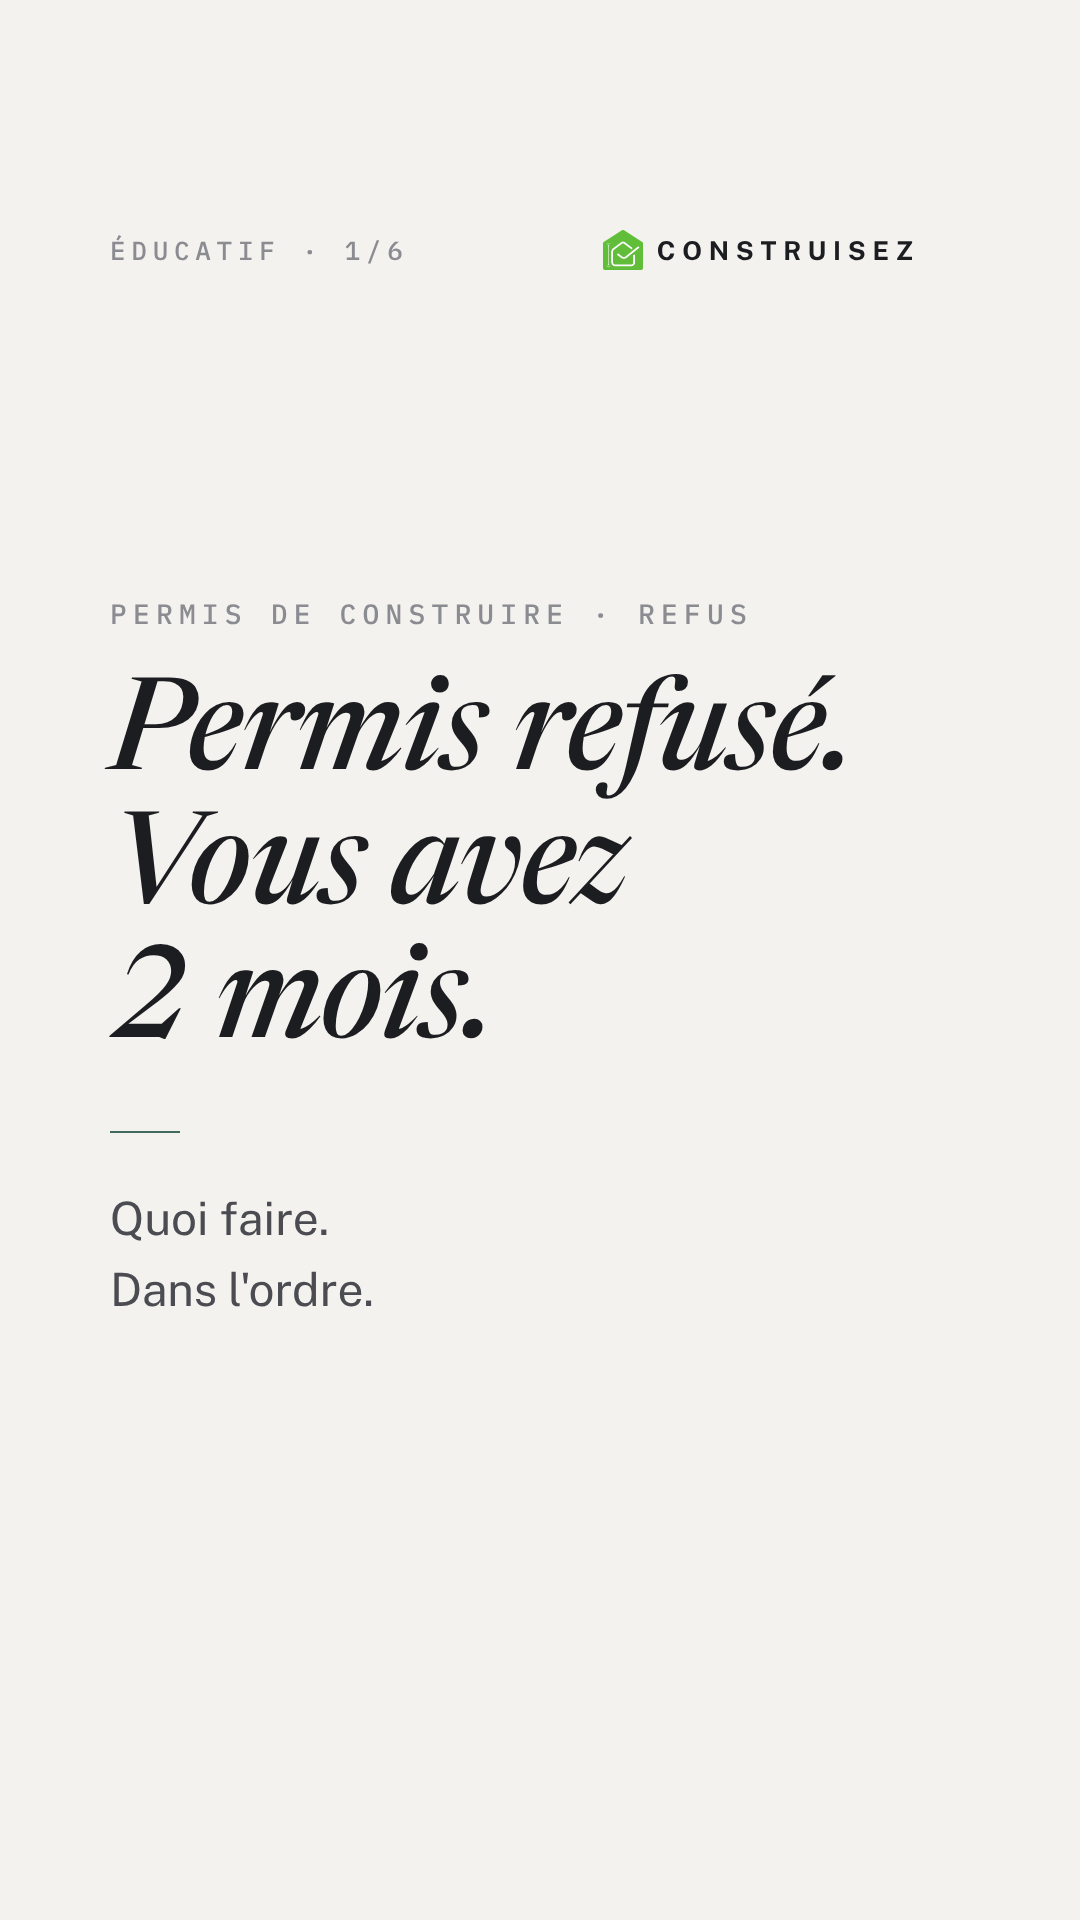 ÉDUCATIF · 1/6
CONSTRUISEZ
PERMIS DE CONSTRUIRE · REFUS
Permis refusé.
Vous avez
2 mois.
Quoi faire.
Dans l'ordre.